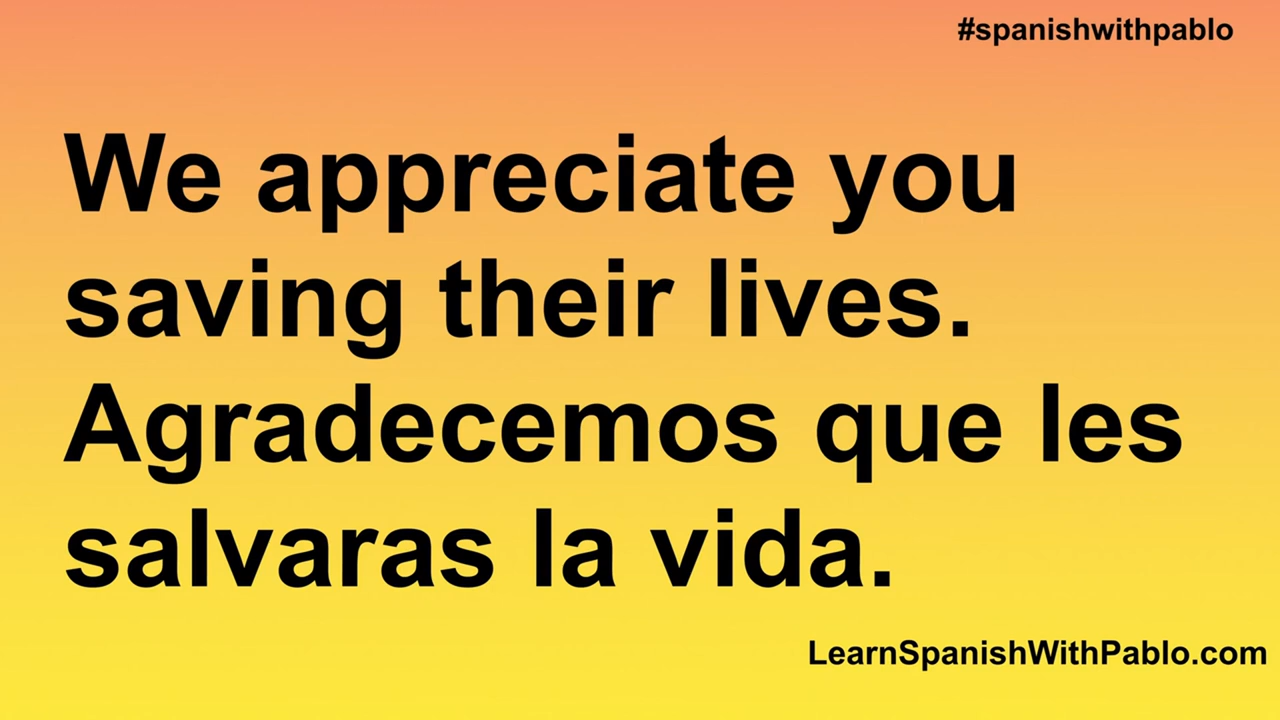 #spanishwithpablo
We appreciate you
saving their lives.
Agradecemos que les
salvaras la vida.
LearnSpanishWithPablo.com